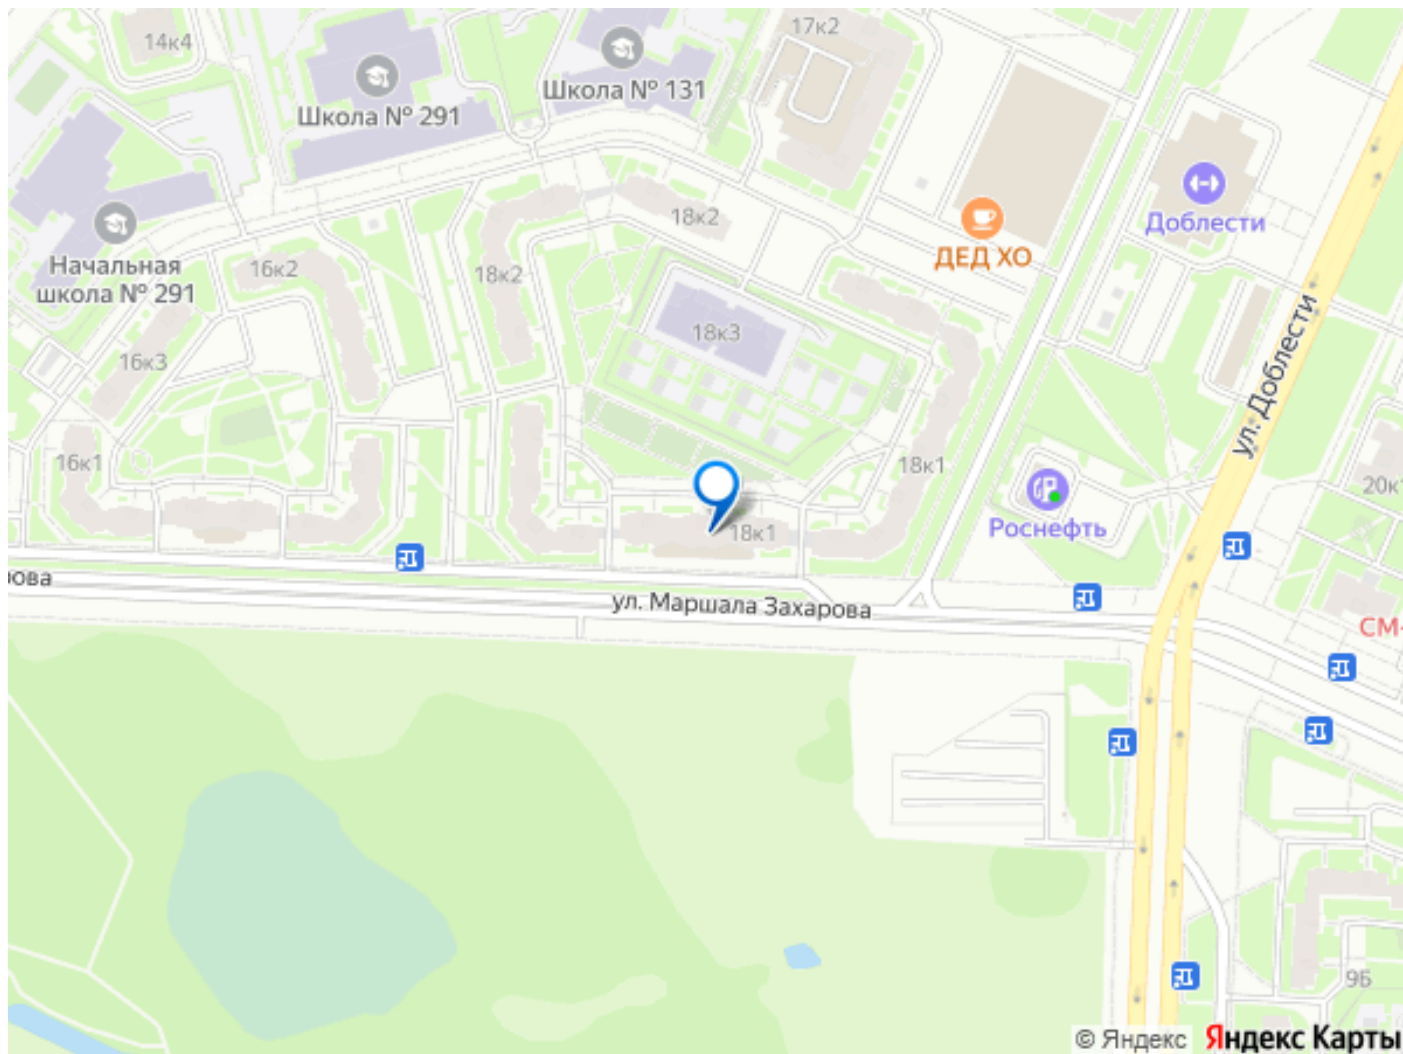 14к4
17к2
Школа № 131
Школа № 291
18к2
Доблести
ДЕД ХО
Начальная
школа № 291
16к2
18к2
18к3
16к3
ул. Доблести
16к1
18к1
20к
Роснефть
18к1
ул. Маршала Захарова
СМ
9Б
© Яндекс
Яндекс Карты